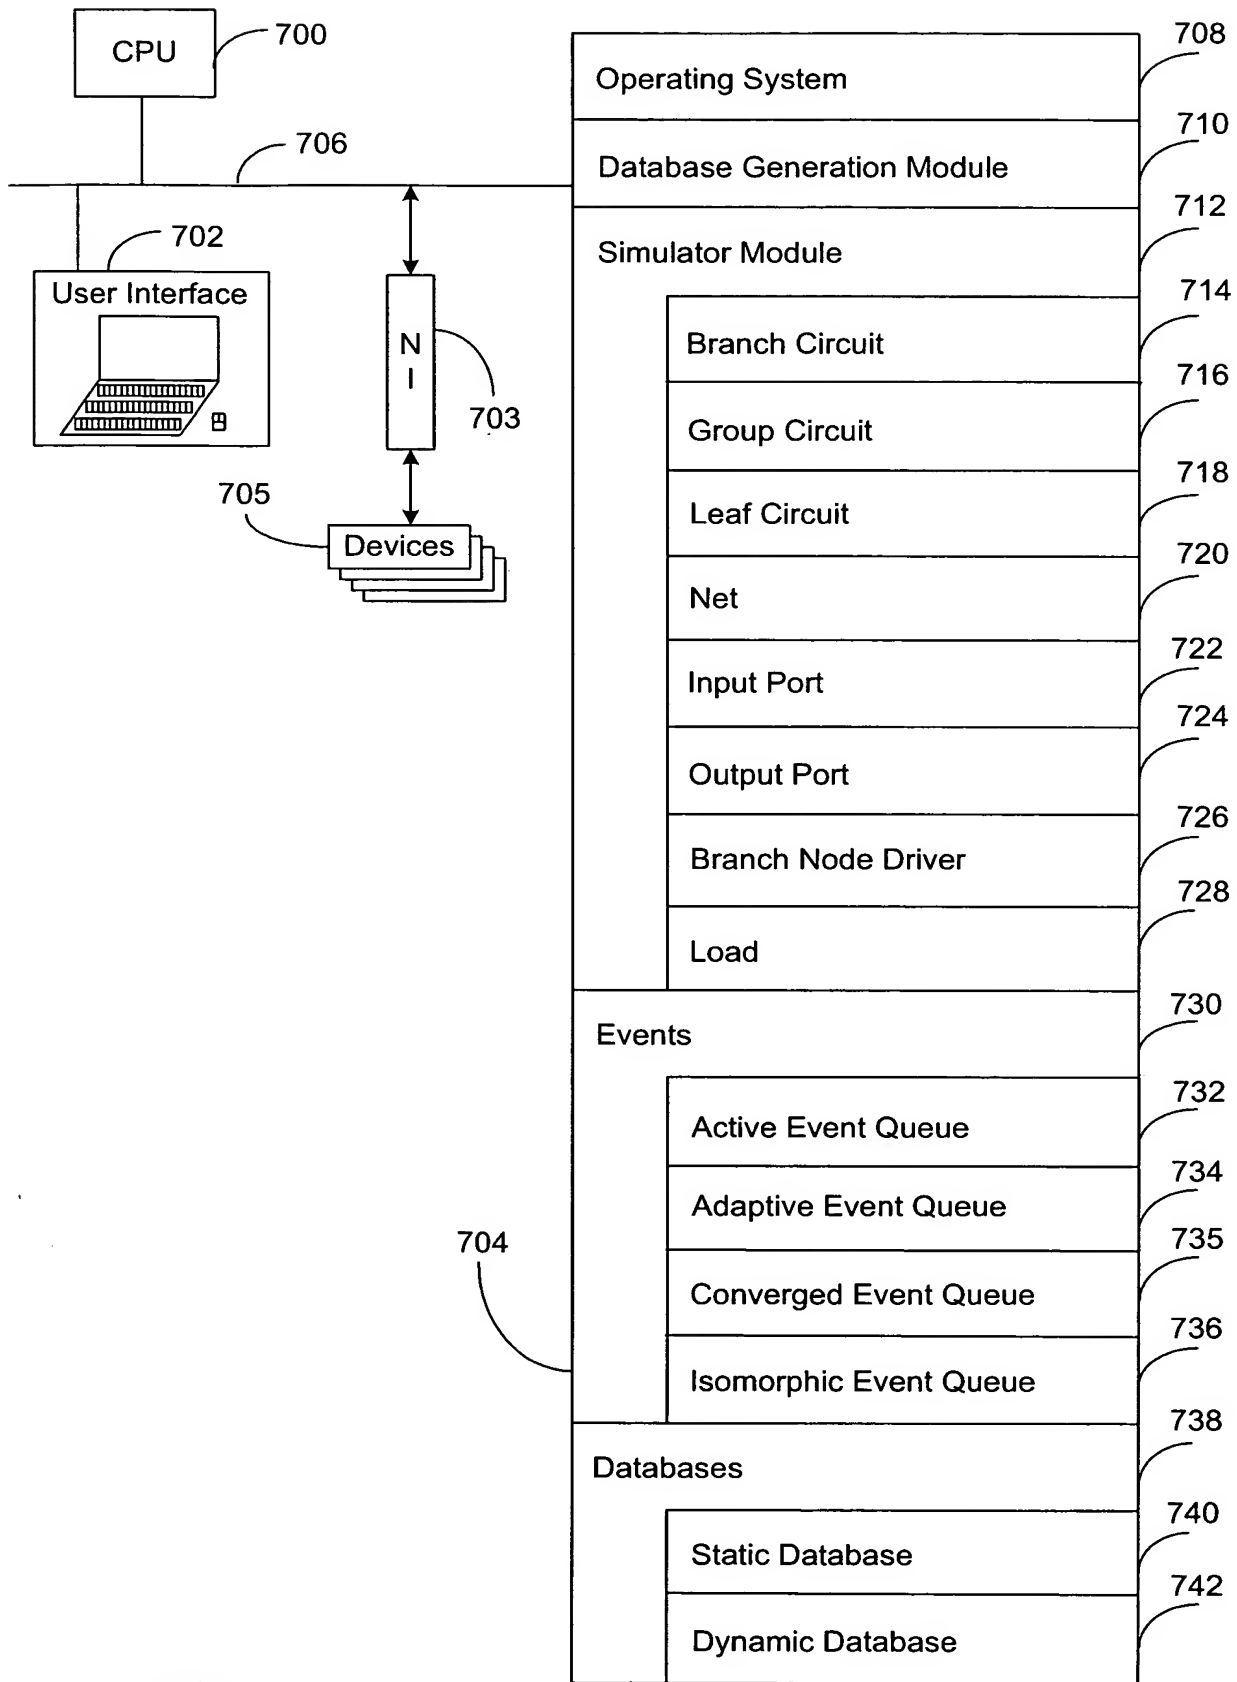 CPU
700
706
702
User Interface
N
I
703
705
Devices
704
Operating System
708
Database Generation Module
710
Simulator Module
712
Branch Circuit
714
Group Circuit
716
Leaf Circuit
718
Net
720
Input Port
722
Output Port
724
Branch Node Driver
726
Load
728
Events
730
Active Event Queue
732
Adaptive Event Queue
734
Converged Event Queue
735
Isomorphic Event Queue
736
Databases
738
Static Database
740
Dynamic Database
742